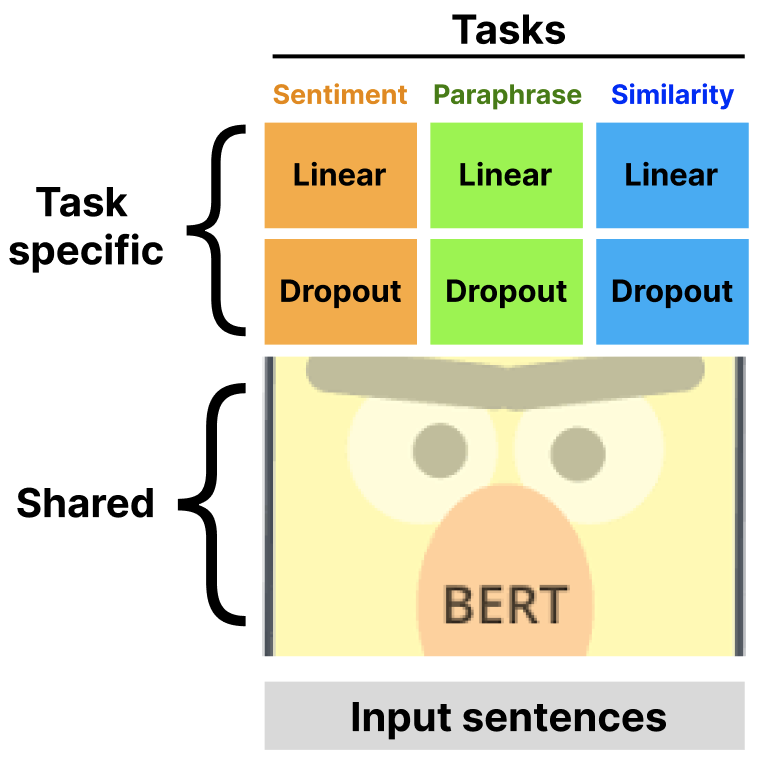 Tasks
Sentiment Paraphrase Similarity
Task
specific
Linear Linear Linear
Dropout Dropout Dropout
Shared
BERT
Input sentences